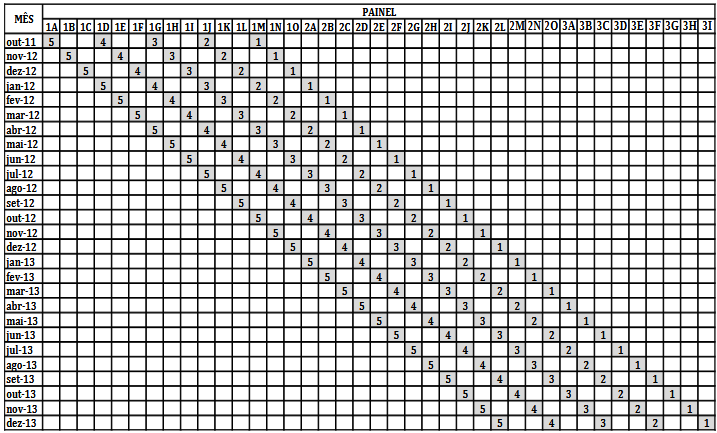 MÊS PAINEL
1A 1B 1C 1D 1E 1F 1G 1H 1I 1J 1K 1L 1M 1N 1O 2A 2B 2C 2D 2E 2F 2G 2H 2I 2J 2K 2L 2M 2N 2O 3A 3B 3C 3D 3E 3F 3G 3H 3I
out-11 5 4 3 2 1
nov-12 5 4 3 2 1
dez-12 5 4 3 2 1
jan-12 5 4 3 2 1
fev-12 5 4 3 2 1
mar-12 5 4 3 2 1
abr-12 5 4 3 2 1
mai-12 5 4 3 2 1
jun-12 5 4 3 2 1
jul-12 5 4 3 2 1
ago-12 5 4 3 2 1
set-12 5 4 3 2 1
out-12 5 4 3 2 1
nov-12 5 4 3 2 1
dez-12 5 4 3 2 1
jan-13 5 4 3 2 1
fev-13 5 4 3 2 1
mar-13 5 4 3 2 1
abr-13 5 4 3 2 1
mai-13 5 4 3 2 1
jun-13 5 4 3 2 1
jul-13 5 4 3 2 1
ago-13 5 4 3 2 1
set-13 5 4 3 2 1
out-13 5 4 3 2 1
nov-13 5 4 3 2 1
dez-13 5 4 3 2 1